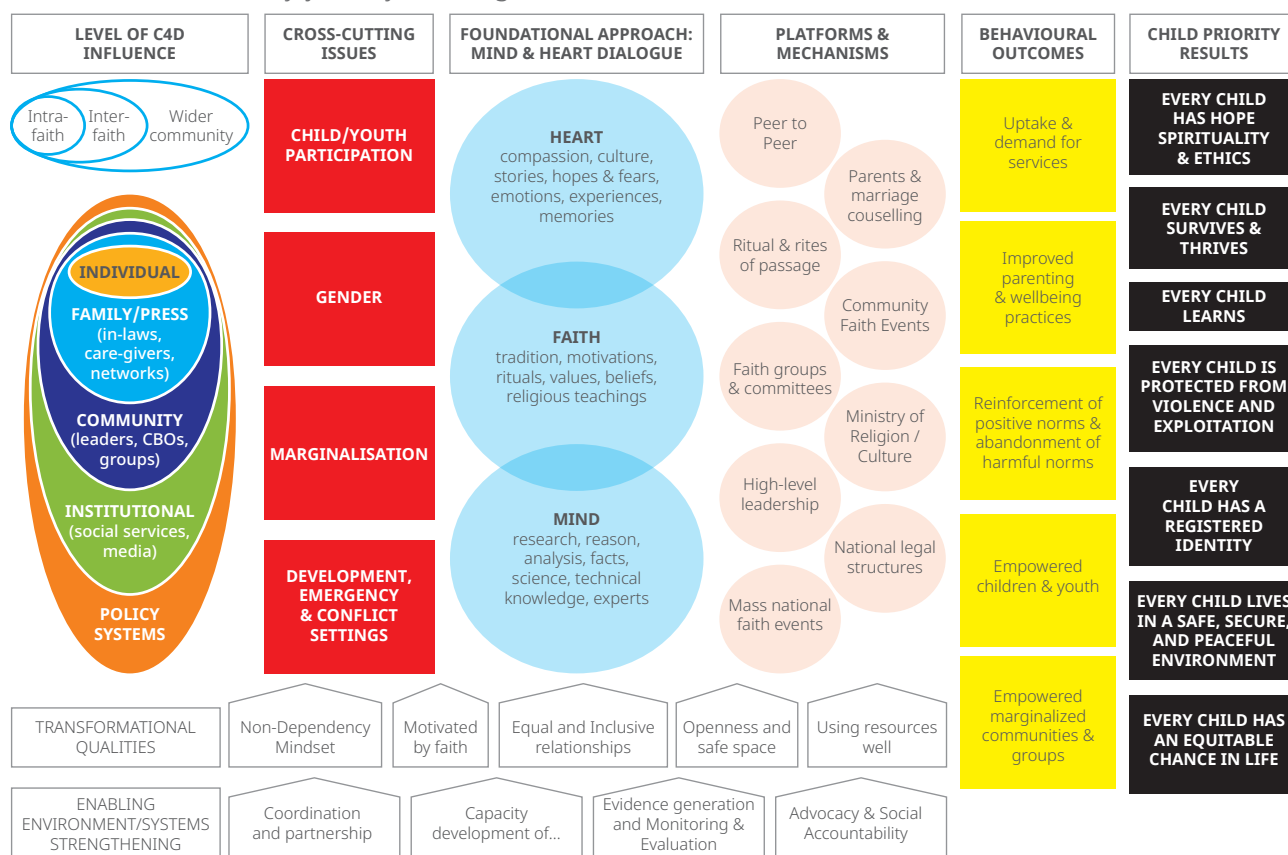 LEVEL OF C4D
INFLUENCE
CROSS-CUTTING
ISSUES
FOUNDATIONAL APPROACH:
MIND & HEART DIALOGUE
PLATFORMS &
MECHANISMS
BEHAVIOURAL
OUTCOMES
CHILD PRIORITY
RESULTS
Intra-
faith
Inter-
faith
Wider
community
INDIVIDUAL
FAMILY/PRESS
(in-laws,
care-givers,
networks)
COMMUNITY
(leaders, CBOs,
groups)
INSTITUTIONAL
(social services,
media)
POLICY
SYSTEMS
CHILD/YOUTH
PARTICIPATION
GENDER
MARGINALISATION
DEVELOPMENT,
EMERGENCY
& CONFLICT
SETTINGS
HEART
compassion, culture,
stories, hopes & fears,
emotions, experiences,
memories
FAITH
tradition, motivations,
rituals, values, beliefs,
religious teachings
MIND
research, reason,
analysis, facts,
science, technical
knowledge, experts
Peer to
Peer
Parents &
marriage
couselling
Ritual & rites
of passage
Community
Faith Events
Faith groups
& committees
Ministry of
Religion /
Culture
High-level
leadership
National legal
structures
Mass national
faith events
Uptake &
demand for
services
Improved
parenting
& wellbeing
practices
Reinforcement of
positive norms &
abandonment of
harmful norms
Empowered
children & youth
Empowered
marginalized
communities &
groups
EVERY CHILD
HAS HOPE
SPIRITUALITY
& ETHICS
EVERY CHILD
SURVIVES &
THRIVES
EVERY CHILD
LEARNS
EVERY CHILD IS
PROTECTED FROM
VIOLENCE AND
EXPLOITATION
EVERY
CHILD HAS A
REGISTERED
IDENTITY
EVERY CHILD LIVES
IN A SAFE, SECURE,
AND PEACEFUL
ENVIRONMENT
EVERY CHILD HAS
AN EQUITABLE
CHANCE IN LIFE
TRANSFORMATIONAL
QUALITIES
Non-Dependency
Mindset
Motivated
by faith
Equal and Inclusive
relationships
Openness and
safe space
Using resources
well
ENABLING
ENVIRONMENT/SYSTEMS
STRENGTHENING
Coordination
and partnership
Capacity
development of...
Evidence generation
and Monitoring &
Evaluation
Advocacy & Social
Accountability